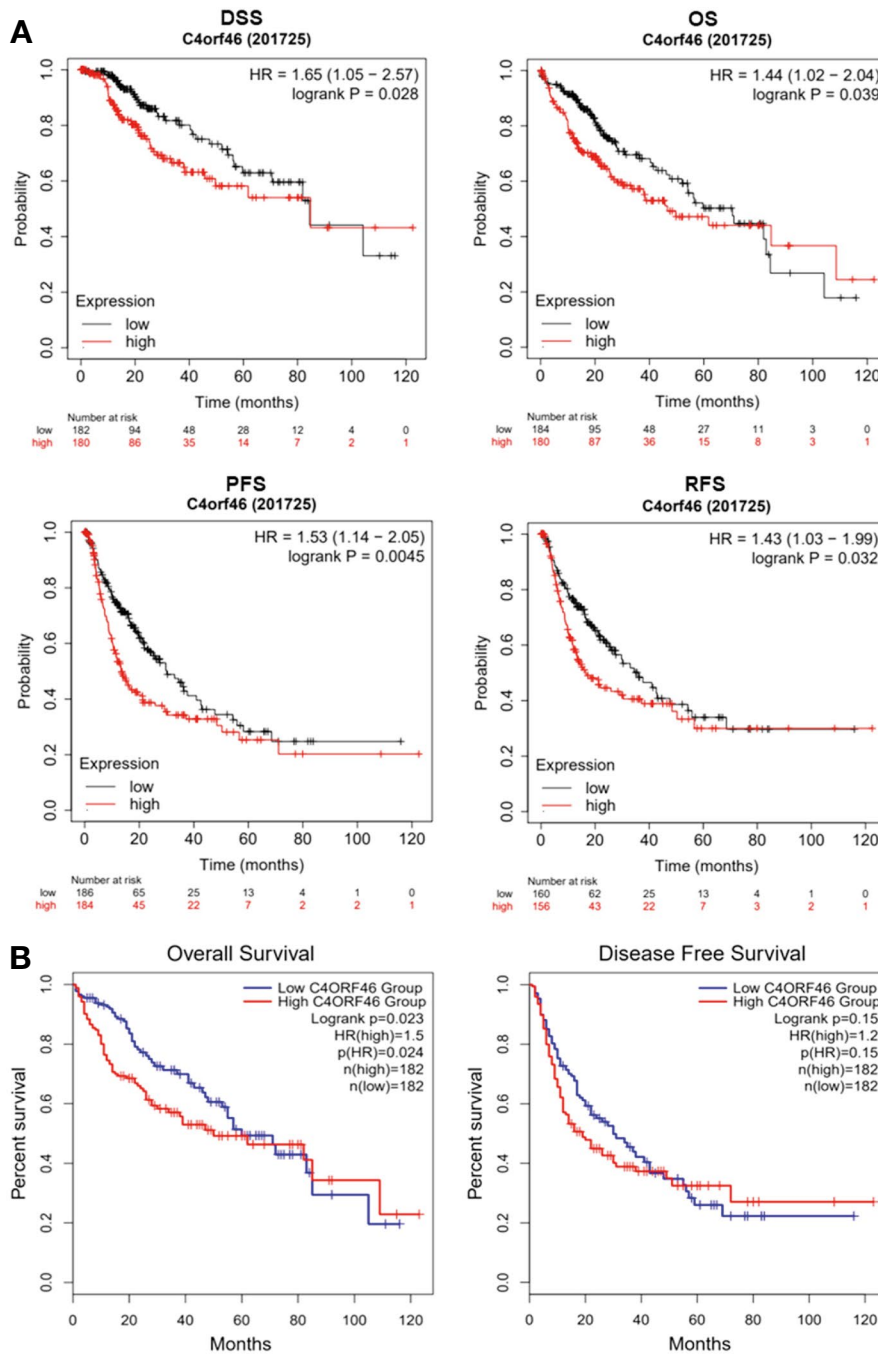 A
DSS
C4orf46 (201725)
HR = 1.65 (1.05 − 2.57)
logrank P = 0.028
Probability
1.0
0.8
0.6
0.4
0.2
0.0
Expression
low
high
0 20 40 60 80 100 120
Time (months)
Number at risk
low 182 94 48 28 12 4 0
high 180 86 35 14 7 2 1
OS
C4orf46 (201725)
HR = 1.44 (1.02 − 2.04)
logrank P = 0.039
Probability
1.0
0.8
0.6
0.4
0.2
0.0
Expression
low
high
0 20 40 60 80 100 120
Time (months)
Number at risk
low 184 95 48 27 11 3 0
high 180 87 36 15 8 3 1
PFS
C4orf46 (201725)
HR = 1.53 (1.14 − 2.05)
logrank P = 0.0045
Probability
1.0
0.8
0.6
0.4
0.2
0.0
Expression
low
high
0 20 40 60 80 100 120
Time (months)
Number at risk
low 186 65 25 13 4 1 0
high 184 45 22 7 2 2 1
RFS
C4orf46 (201725)
HR = 1.43 (1.03 − 1.99)
logrank P = 0.032
Probability
1.0
0.8
0.6
0.4
0.2
0.0
Expression
low
high
0 20 40 60 80 100 120
Time (months)
Number at risk
low 160 62 25 13 4 1 0
high 156 43 22 7 3 2 1
B
Overall Survival
Low C4ORF46 Group
High C4ORF46 Group
Logrank p=0.023
HR(high)=1.5
p(HR)=0.024
n(high)=182
n(low)=182
Percent survival
1.0
0.8
0.6
0.4
0.2
0.0
0 20 40 60 80 100 120
Months
Disease Free Survival
Low C4ORF46 Group
High C4ORF46 Group
Logrank p=0.15
HR(high)=1.2
p(HR)=0.15
n(high)=182
n(low)=182
Percent survival
1.0
0.8
0.6
0.4
0.2
0.0
0 20 40 60 80 100 120
Months